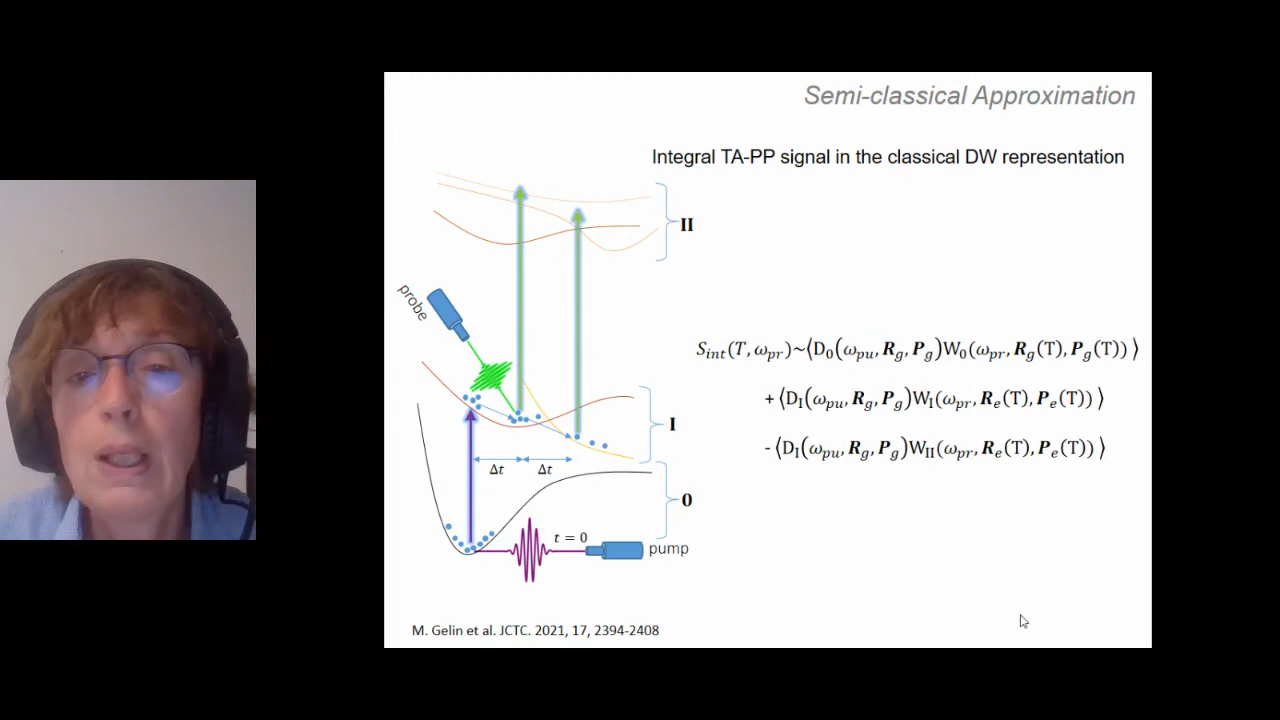 Semi-classical Approximation
Integral TA-PP signal in the classical DW representation
II
probe
S_int(T, ω_pr)~⟨D_0(ω_pu, R_g, P_g)W_0(ω_pr, R_g(T), P_g(T)) ⟩
+ ⟨D_I(ω_pu, R_g, P_g)W_I(ω_pr, R_e(T), P_e(T)) ⟩
I
- ⟨D_I(ω_pu, R_g, P_g)W_II(ω_pr, R_e(T), P_e(T)) ⟩
Δt Δt
0
t = 0
pump
M. Gelin et al. JCTC. 2021, 17, 2394-2408